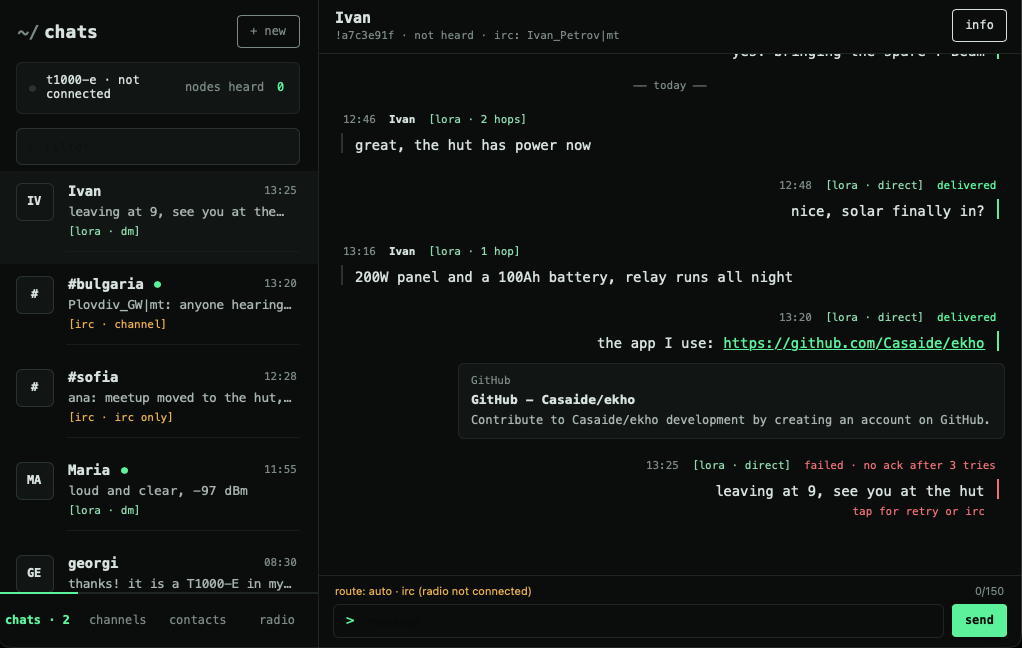 ~/ chats
+ new
t1000-e · not connected
nodes heard 0
IV
Ivan
13:25
leaving at 9, see you at the…
[lora · dm]
#
#bulgaria
13:20
Plovdiv_GW|mt: anyone hearing…
[irc · channel]
#
#sofia
12:28
ana: meetup moved to the hut,…
[irc · irc only]
MA
Maria
11:55
loud and clear, −97 dBm
[lora · dm]
GE
georgi
08:30
thanks! it is a T1000-E in my…
chats · 2
channels
contacts
radio
Ivan
!a7c3e91f · not heard · irc: Ivan_Petrov|mt
info
— today —
12:46 Ivan [lora · 2 hops]
great, the hut has power now
12:48 [lora · direct] delivered
nice, solar finally in?
13:16 Ivan [lora · 1 hop]
200W panel and a 100Ah battery, relay runs all night
13:20 [lora · direct] delivered
the app I use: https://github.com/Casaide/ekho
GitHub
GitHub - Casaide/ekho
Contribute to Casaide/ekho development by creating an account on GitHub.
13:25 [lora · direct] failed · no ack after 3 tries
leaving at 9, see you at the hut
tap for retry or irc
route: auto · irc (radio not connected)
0/150
>
send